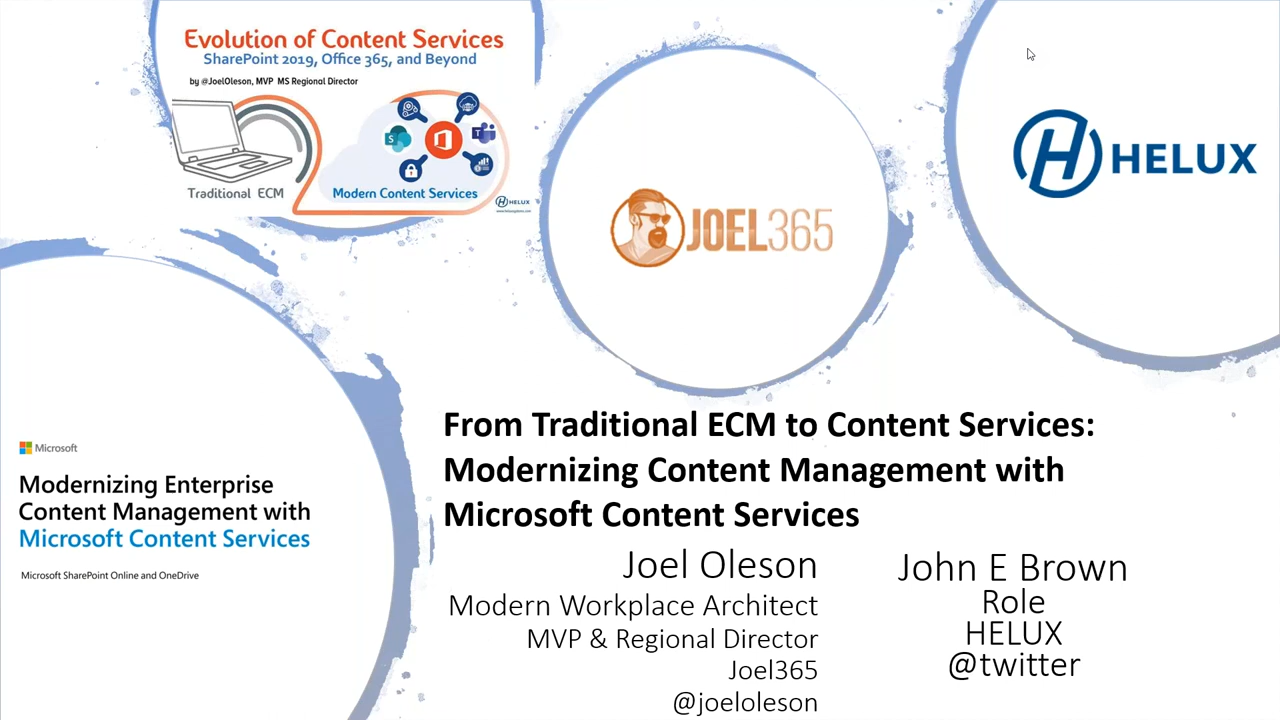 Evolution of Content Services
SharePoint 2019, Office 365, and Beyond
by @JoelOleson, MVP MS Regional Director
Traditional ECM
Modern Content Services
HELUX
JOEL365
HELUX
Microsoft
Modernizing Enterprise
Content Management with
Microsoft Content Services
Microsoft SharePoint Online and OneDrive
From Traditional ECM to Content Services:
Modernizing Content Management with
Microsoft Content Services
Joel Oleson
Modern Workplace Architect
MVP & Regional Director
Joel365
@joeloleson
John E Brown
Role
HELUX
@twitter